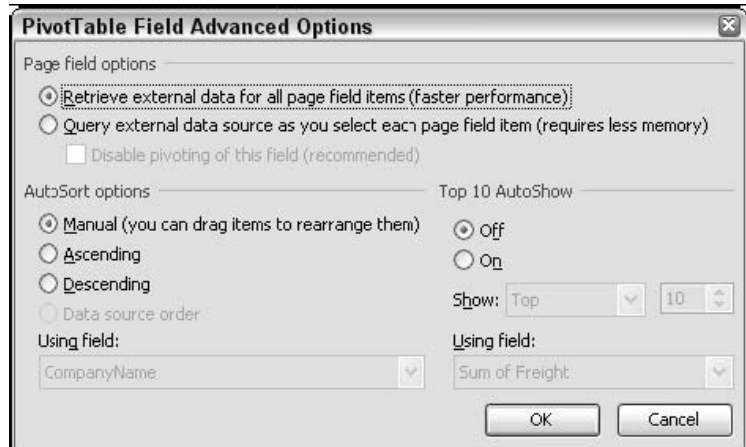 PivotTable Field Advanced Options
Page field options
Retrieve external data for all page field items (faster performance)
Query external data source as you select each page field item (requires less memory)
Disable pivoting of this field (recommended)
AutoSort options
Manual (you can drag items to rearrange them)
Ascending
Descending
Data source order
Using field:
CompanyName
Top 10 AutoShow
Off
On
Show: Top 10
Using field:
Sum of Freight
OK Cancel